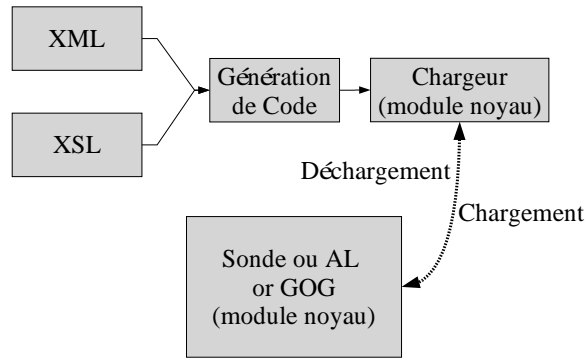 XML
XSL
Génération
de Code
Chargeur
(module noyau)
Déchargement
Chargement
Sonde ou AL
or GOG
(module noyau)